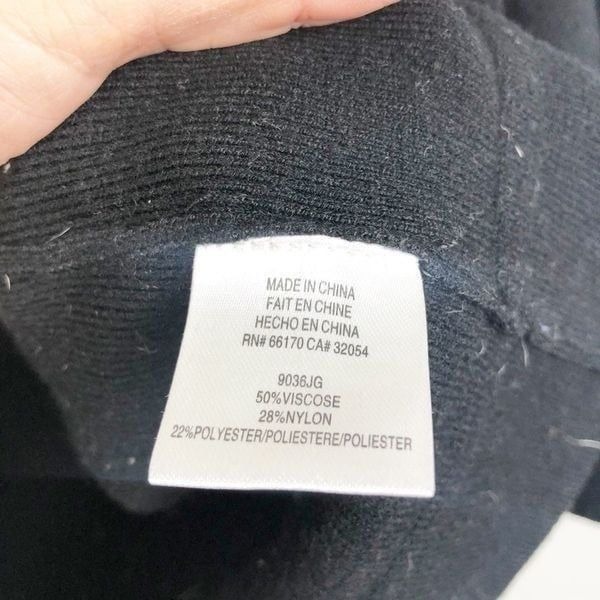 MADE IN CHINA
FAIT EN CHINE
HECHO EN CHINA
RN# 66170 CA# 32054
9036JG
50%VISCOSE
28%NYLON
22%POLYESTER/POLIESTERE/POLIESTER